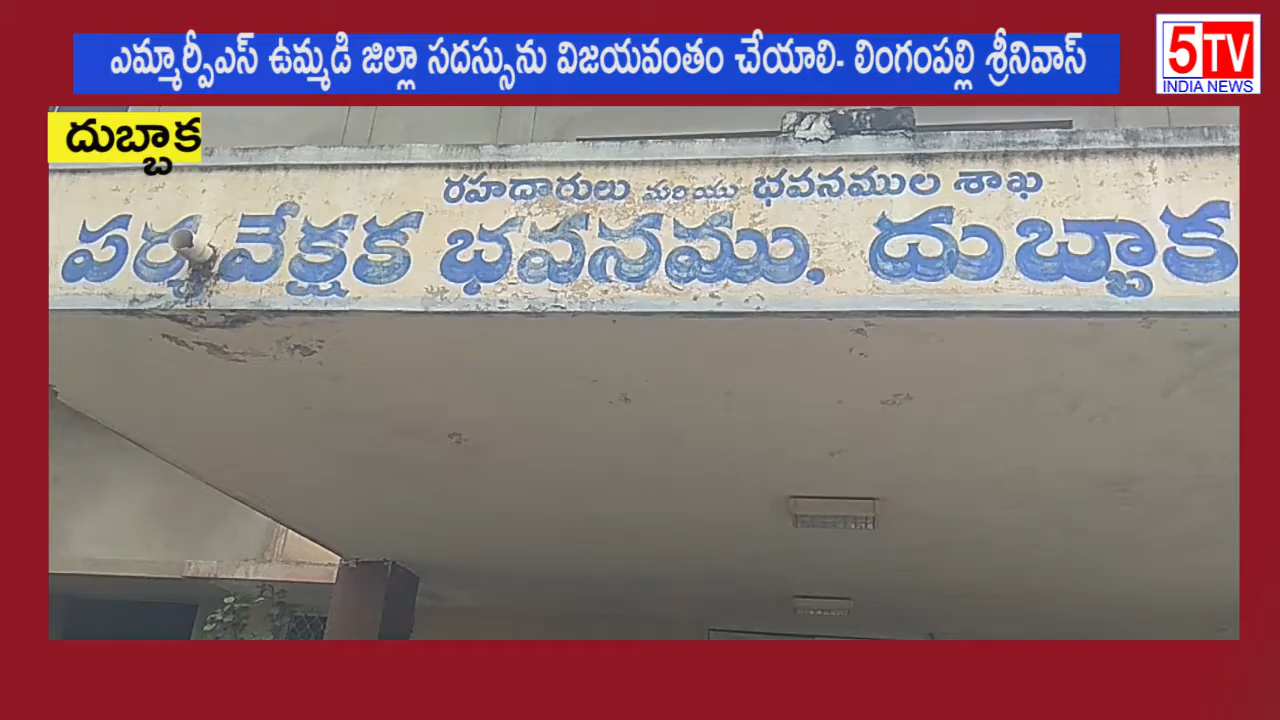 ఎమ్మార్పీఎస్ ఉమ్మడి జిల్లా సదస్సును విజయవంతం చేయాలి- లింగంపల్లి శ్రీనివాస్
5TV
INDIA NEWS
దుబ్బాక
రహదారులు మరియు భవనముల శాఖ
పర్యవేక్షక భవనము, దుబ్బాక